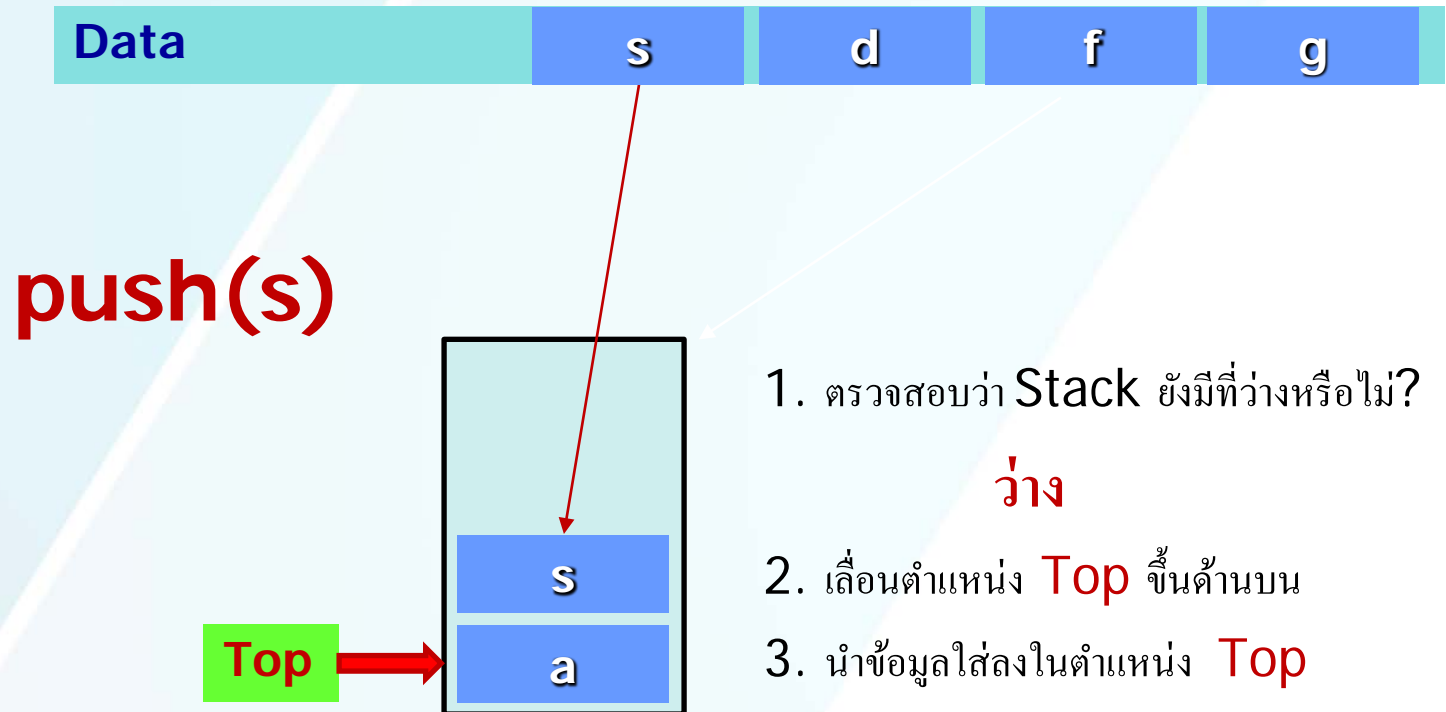 Data s d f g
push(s)
1. ตรวจสอบว่า Stack ยังมีที่ว่างหรือไม่?
ว่าง
s
2. เลื่อนตำแหน่ง Top ขึ้นด้านบน
Top a
3. นำข้อมูลใส่ลงในตำแหน่ง Top